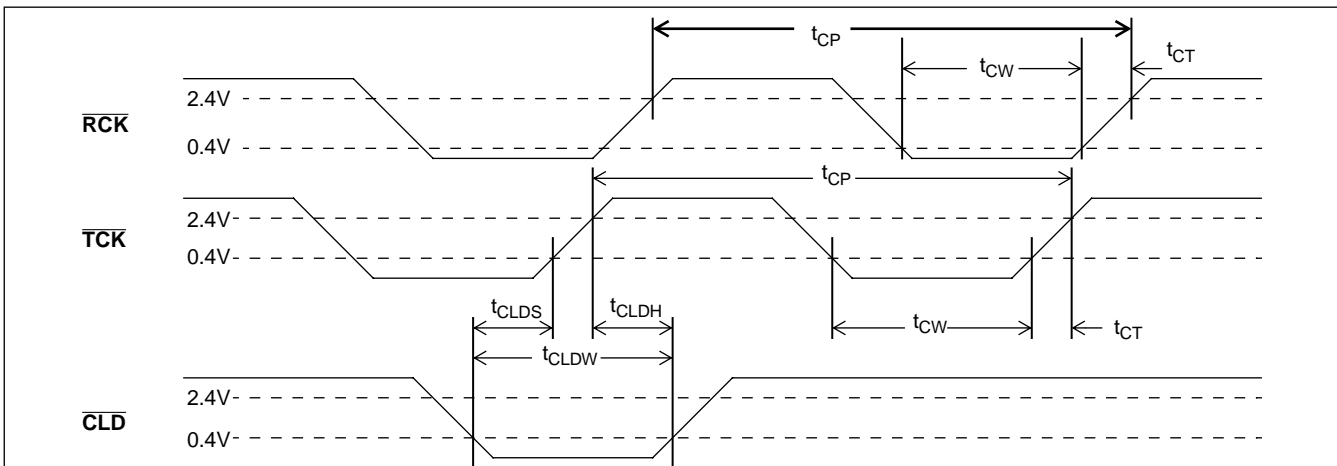 tCP
tCW
tCT
2.4V
RCK
0.4V
tCP
2.4V
TCK
0.4V
tCLDS
tCLDH
tCW
tCT
tCLDW
2.4V
CLD
0.4V